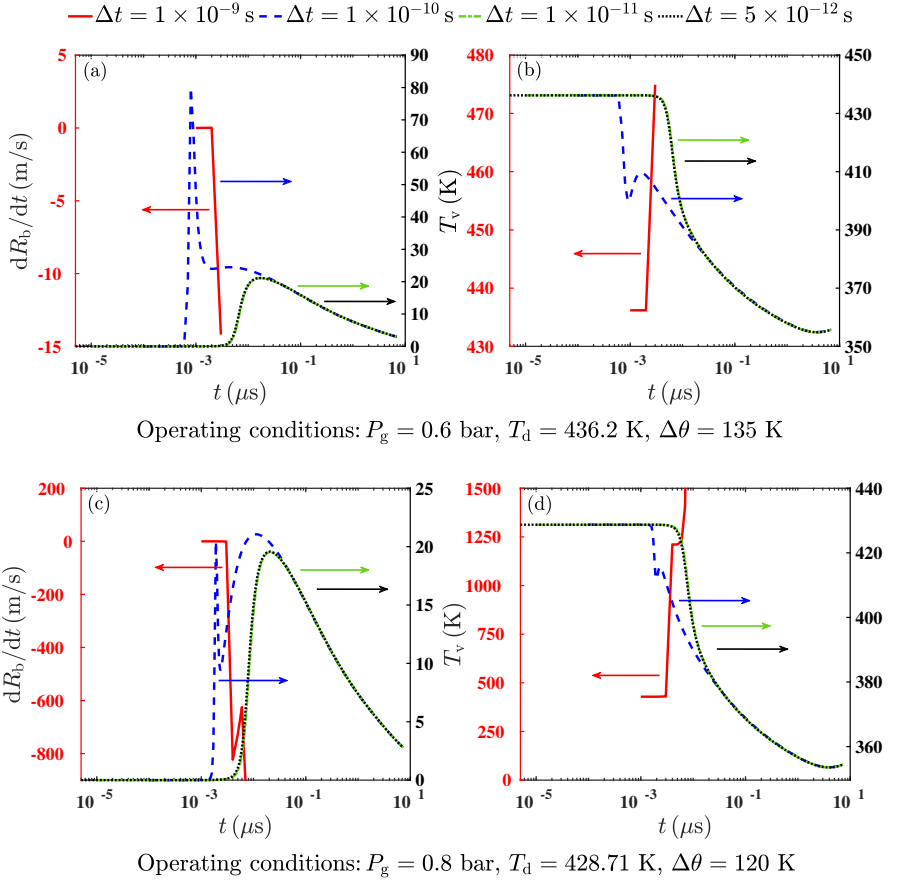 Δt = 1 × 10⁻⁹ s Δt = 1 × 10⁻¹⁰ s Δt = 1 × 10⁻¹¹ s Δt = 5 × 10⁻¹² s
(a)
5
0
-5
-10
-15
dR_b/dt (m/s)
90
80
70
60
50
40
30
20
10
0
10⁻⁵ 10⁻³ 10⁻¹ 10¹
t (μs)
(b)
480
470
460
450
440
430
T_v (K)
450
430
410
390
370
350
10⁻⁵ 10⁻³ 10⁻¹ 10¹
t (μs)
Operating conditions: P_g = 0.6 bar, T_d = 436.2 K, Δθ = 135 K
(c)
200
0
-200
-400
-600
-800
dR_b/dt (m/s)
25
20
15
10
5
0
10⁻⁵ 10⁻³ 10⁻¹ 10¹
t (μs)
(d)
1500
1250
1000
750
500
250
0
T_v (K)
440
420
400
380
360
10⁻⁵ 10⁻³ 10⁻¹ 10¹
t (μs)
Operating conditions: P_g = 0.8 bar, T_d = 428.71 K, Δθ = 120 K